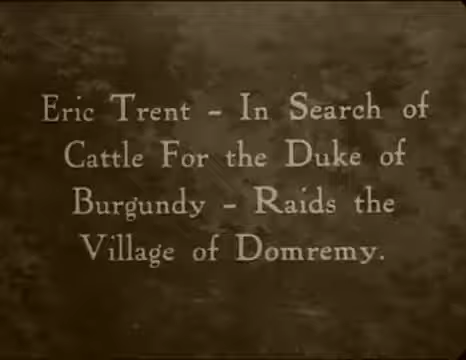 Eric Trent - In Search of
Cattle For the Duke of
Burgundy - Raids the
Village of Domremy.